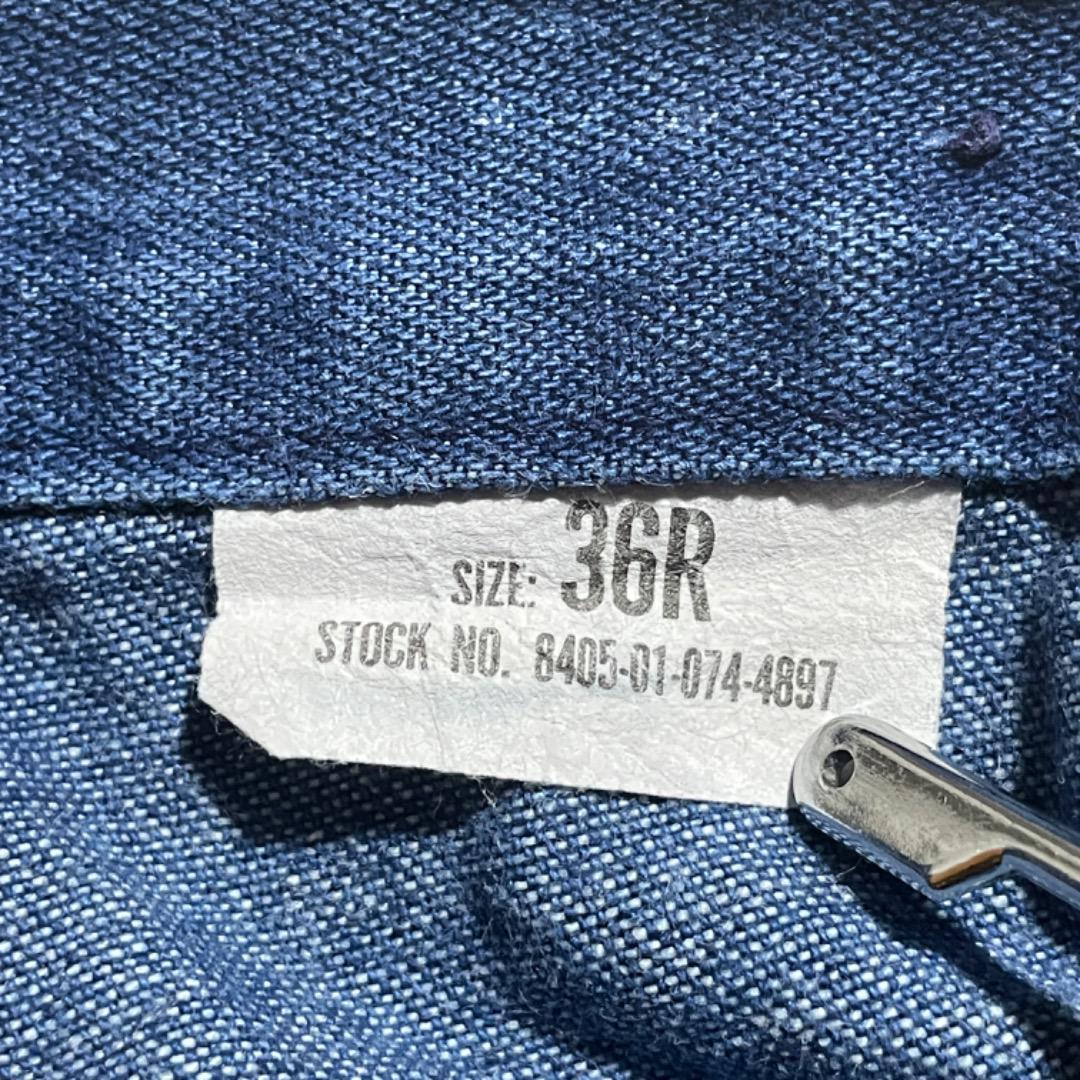 SIZE: 36R
STOCK NO. 8405-01-074-4897